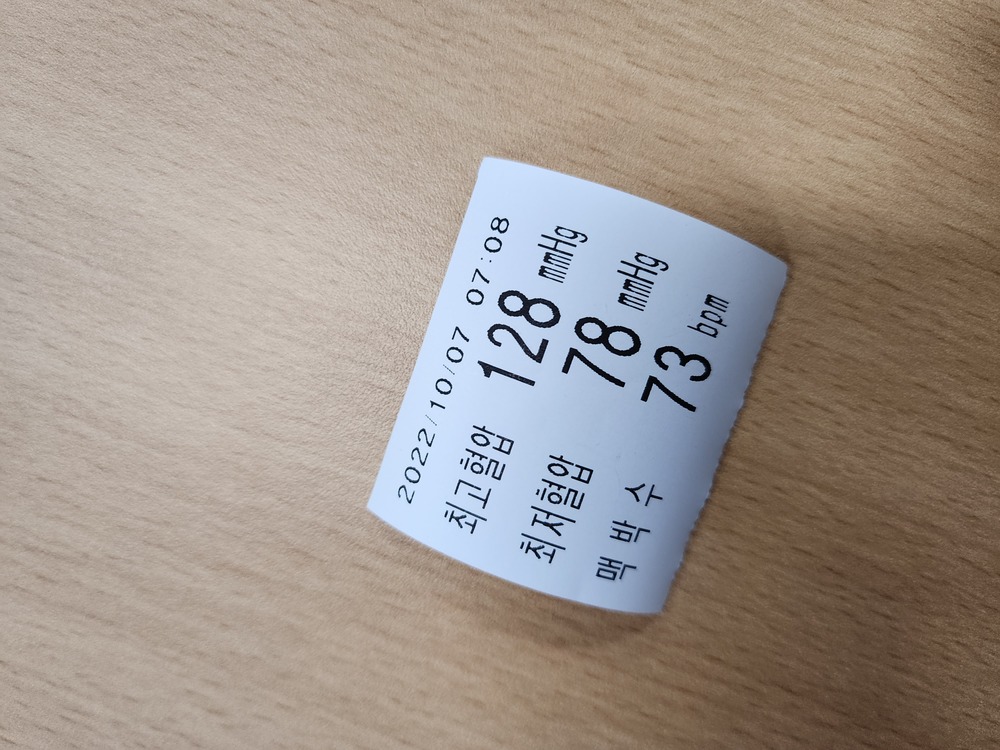 2022/10/07 07:08
최고혈압 128 mmHg
최저혈압 78 mmHg
맥 박 수 73 bpm